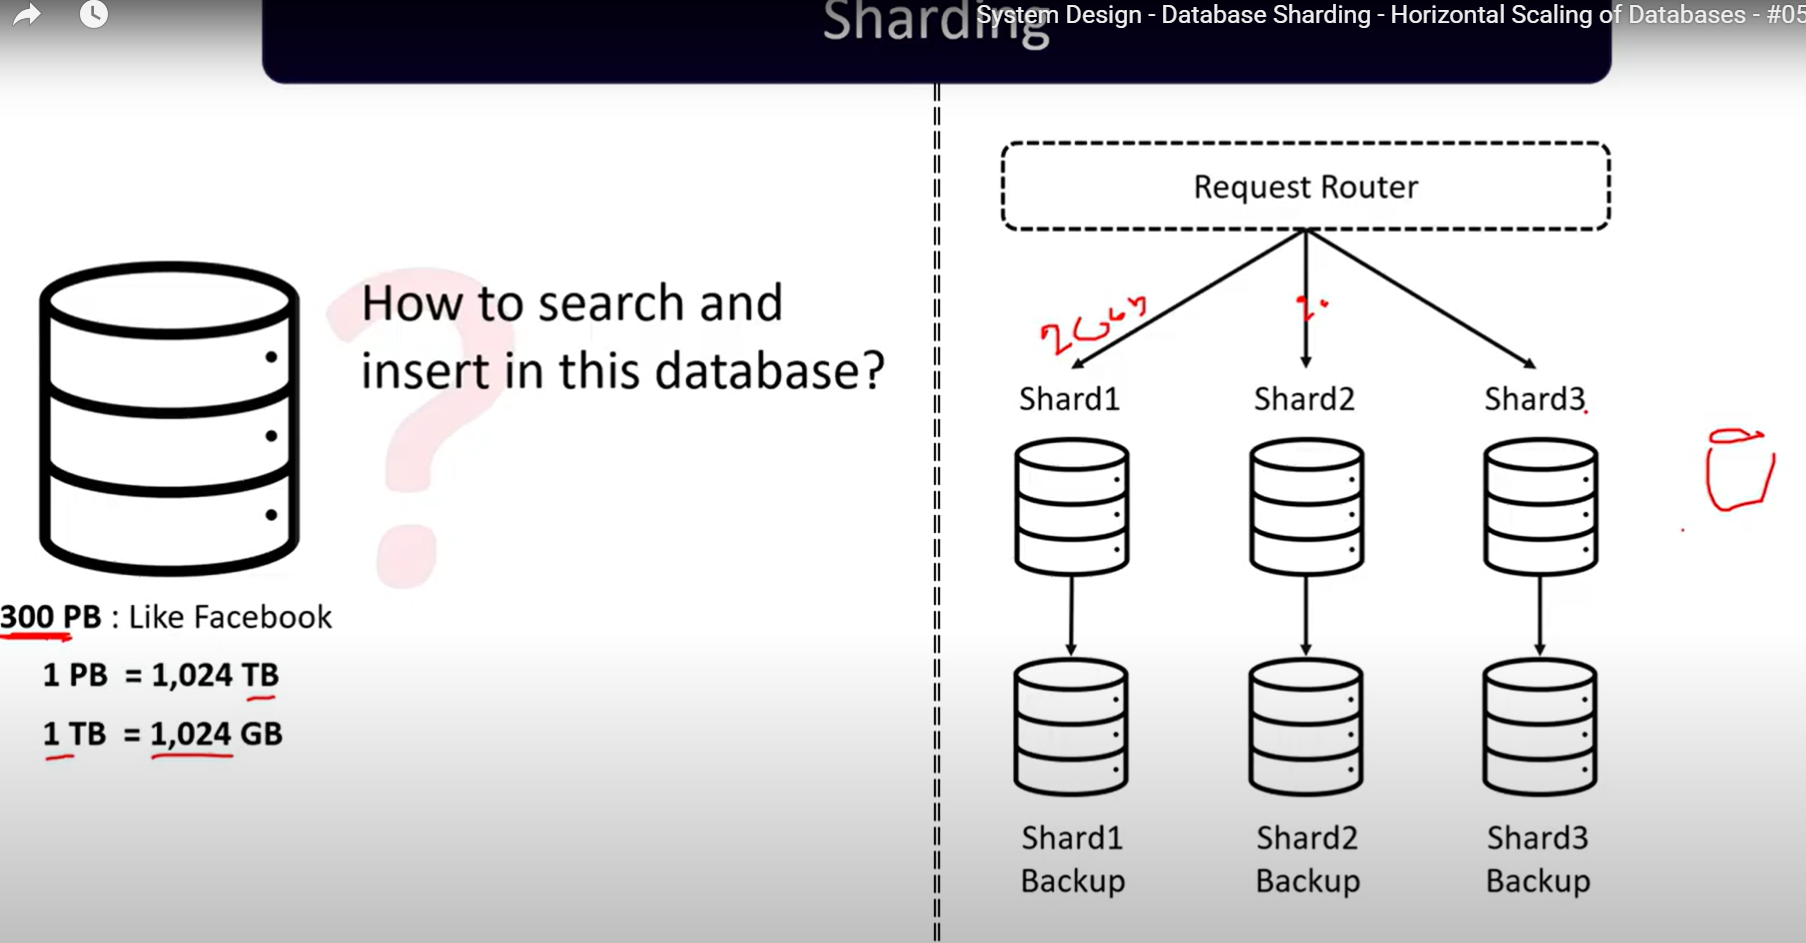 Sharding
System Design - Database Sharding - Horizontal Scaling of Databases - #05
How to search and
insert in this database?
300 PB : Like Facebook
1 PB = 1,024 TB
1 TB = 1,024 GB
Request Router
Shard1
Shard2
Shard3
Shard1
Backup
Shard2
Backup
Shard3
Backup